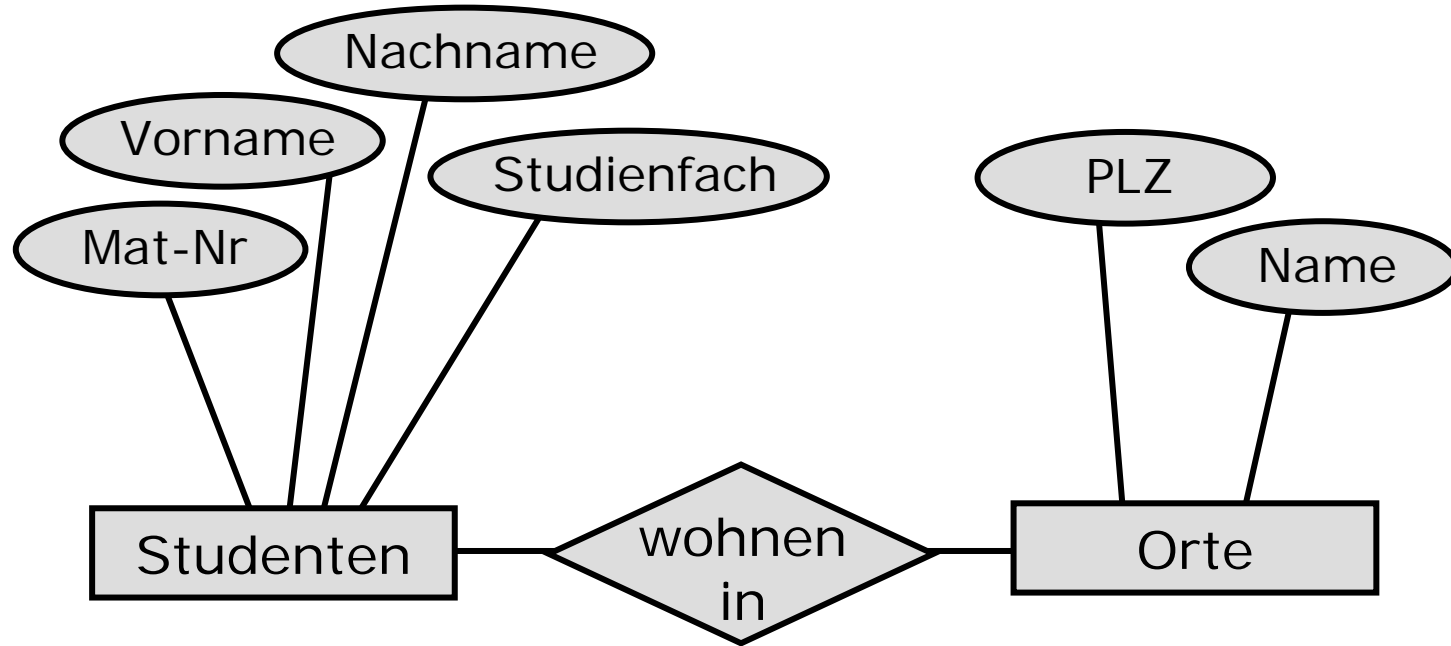 Nachname
Vorname
Studienfach
PLZ
Mat-Nr
Name
Studenten
wohnen
in
Orte